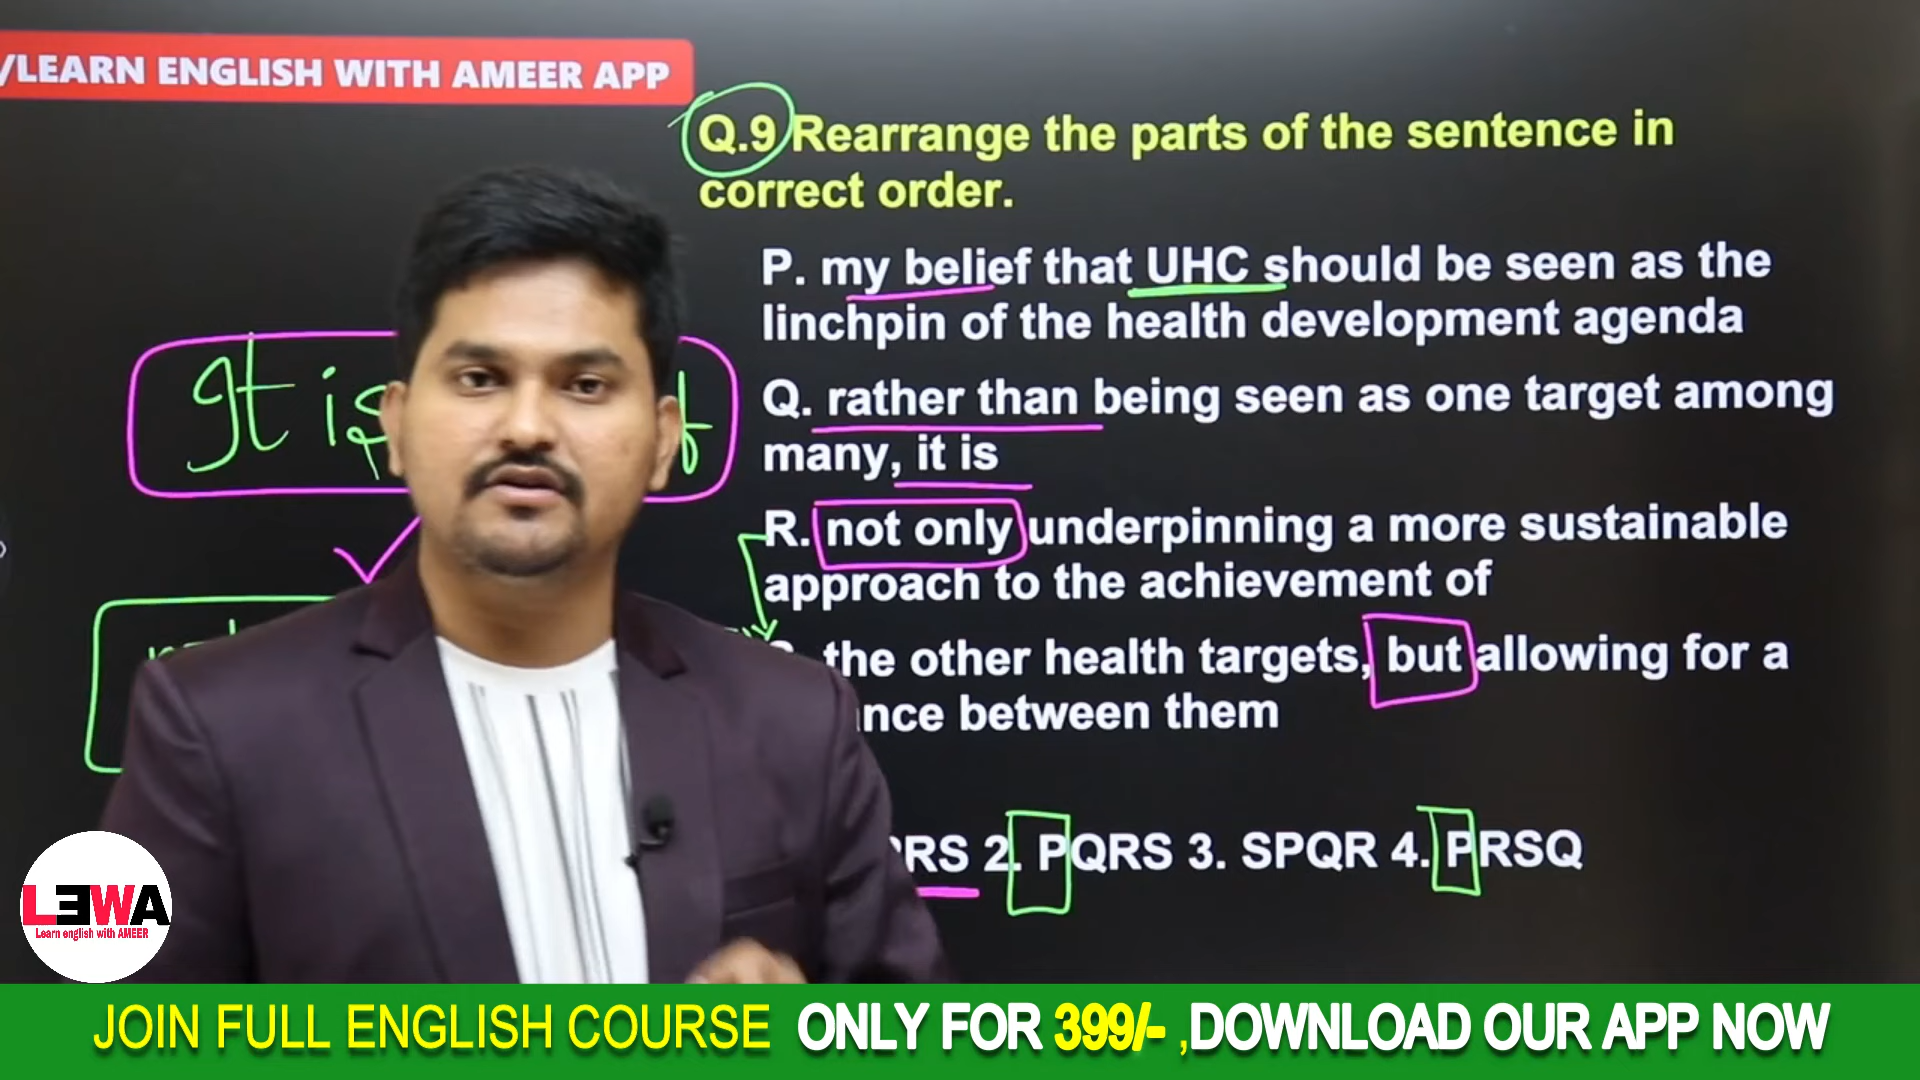 /LEARN ENGLISH WITH AMEER APP
Q.9 Rearrange the parts of the sentence in
correct order.
P. my belief that UHC should be seen as the
linchpin of the health development agenda
Q. rather than being seen as one target among
many, it is
R. not only underpinning a more sustainable
approach to the achievement of
the other health targets, but allowing for a
between them
It is
RS 2. PQRS 3. SPQR 4. PRSQ
LEWA
Learn english with AMEER
JOIN FULL ENGLISH COURSE ONLY FOR 399/- ,DOWNLOAD OUR APP NOW